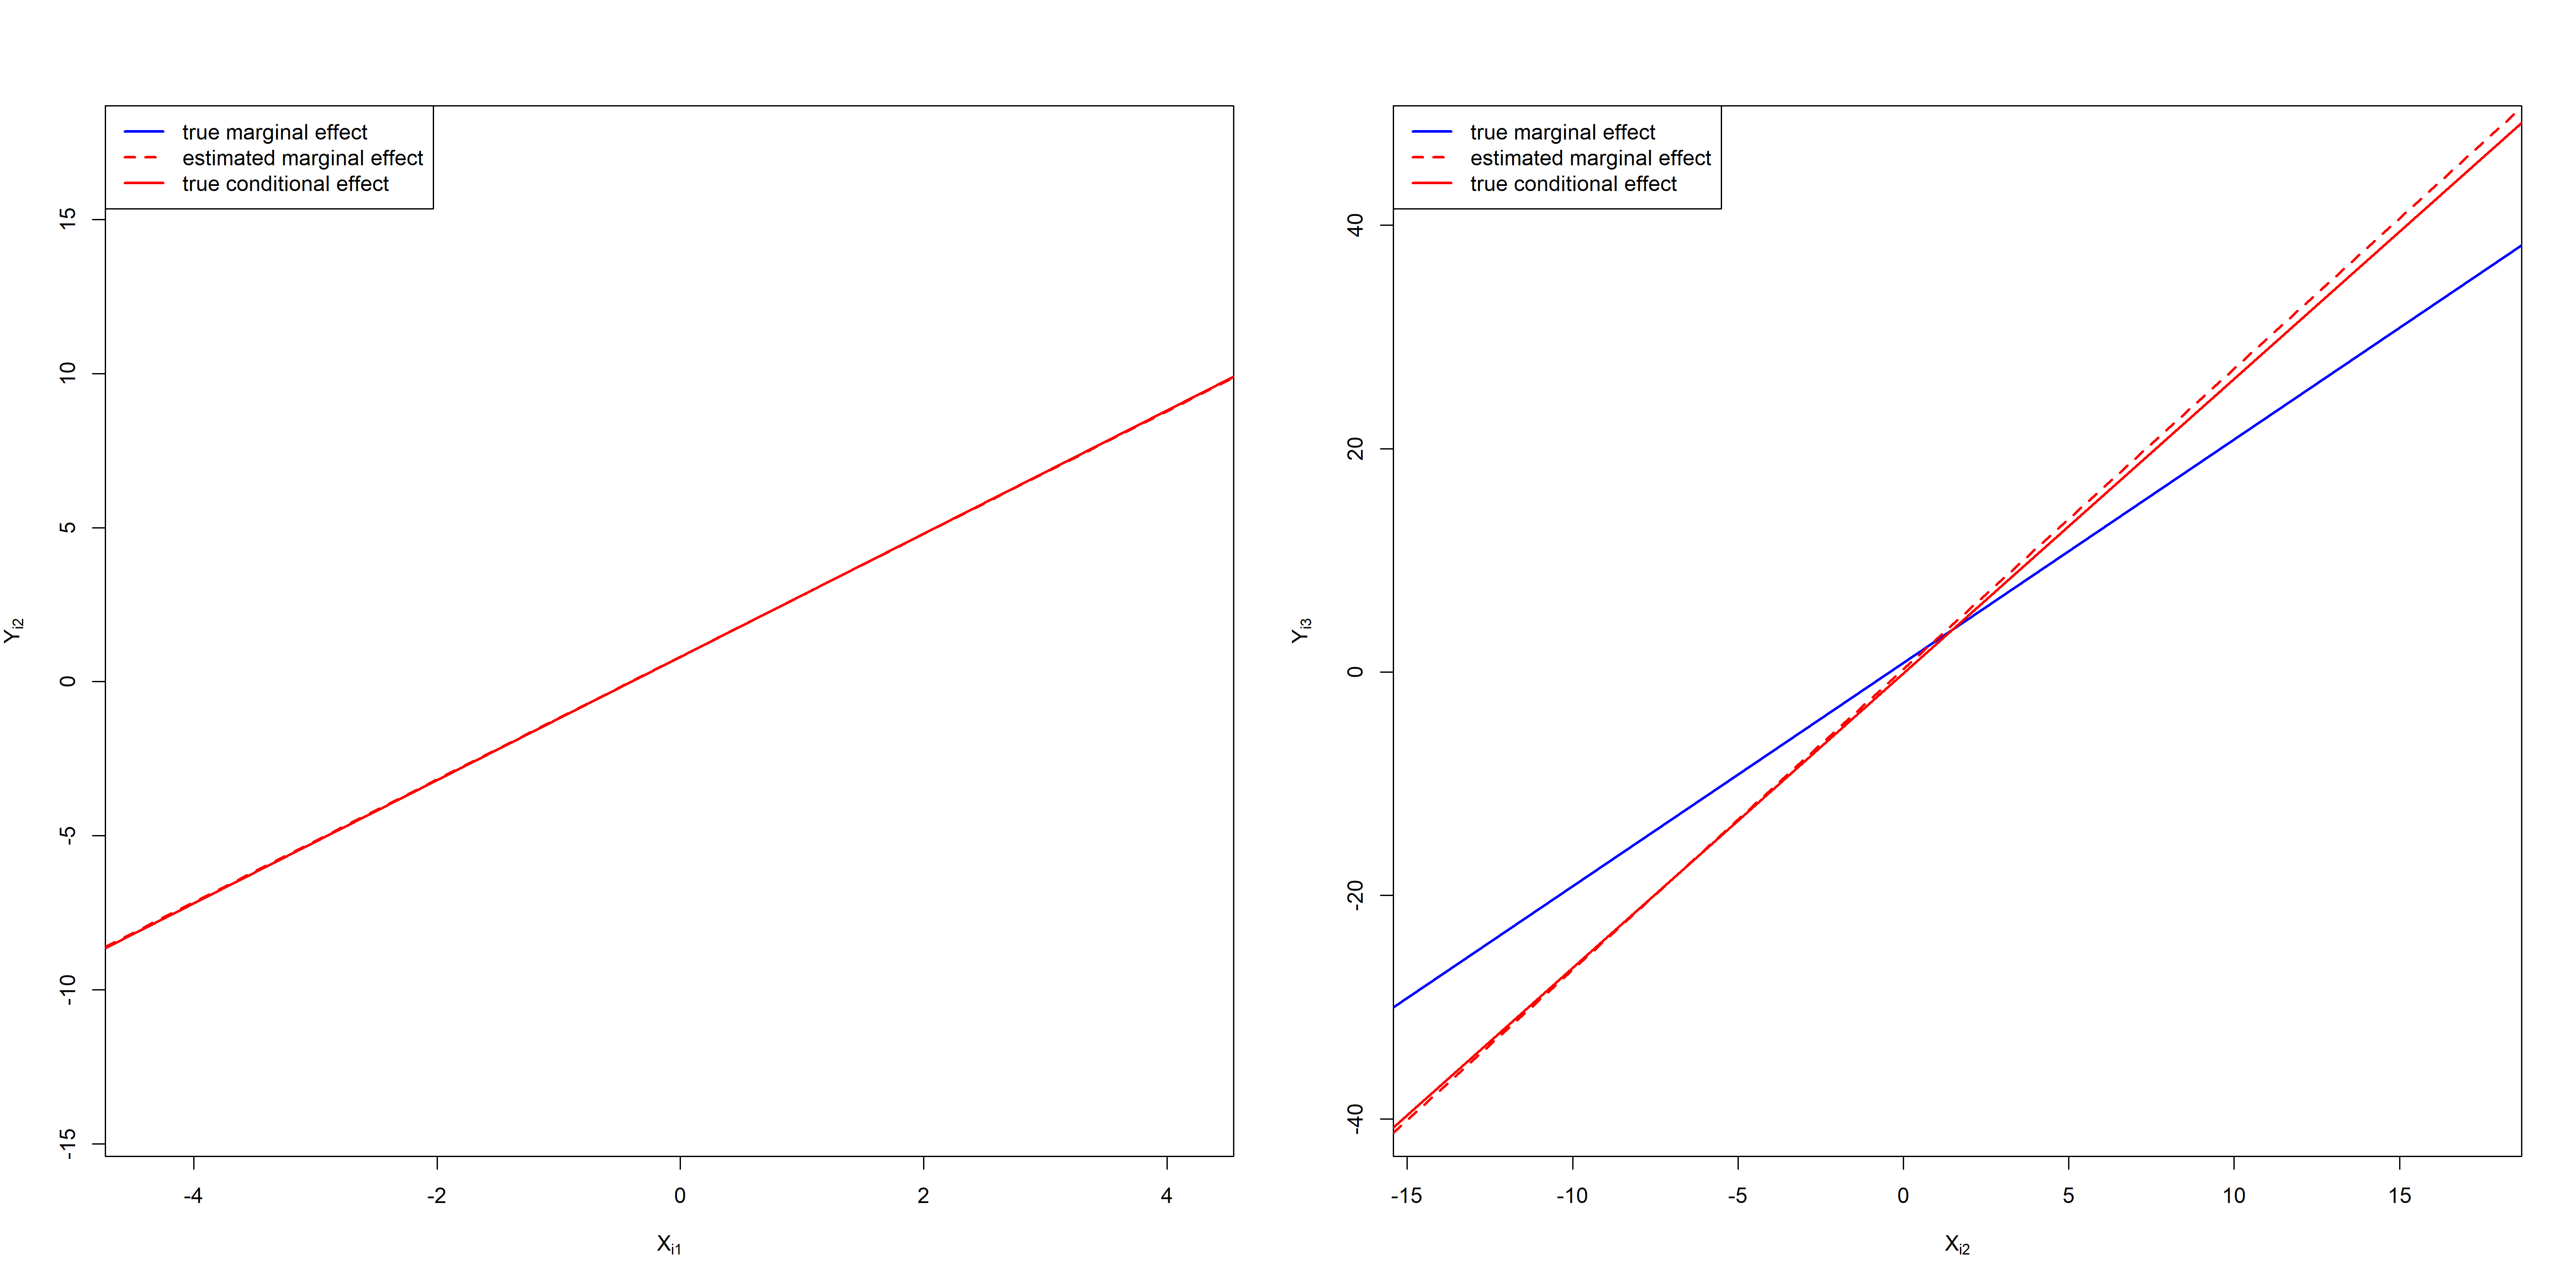 true marginal effect
estimated marginal effect
true conditional effect
15
10
5
0
-5
-10
-15
Yi2
-4 -2 0 2 4
Xi1
true marginal effect
estimated marginal effect
true conditional effect
40
20
0
-20
-40
Yi3
-15 -10 -5 0 5 10 15
Xi2